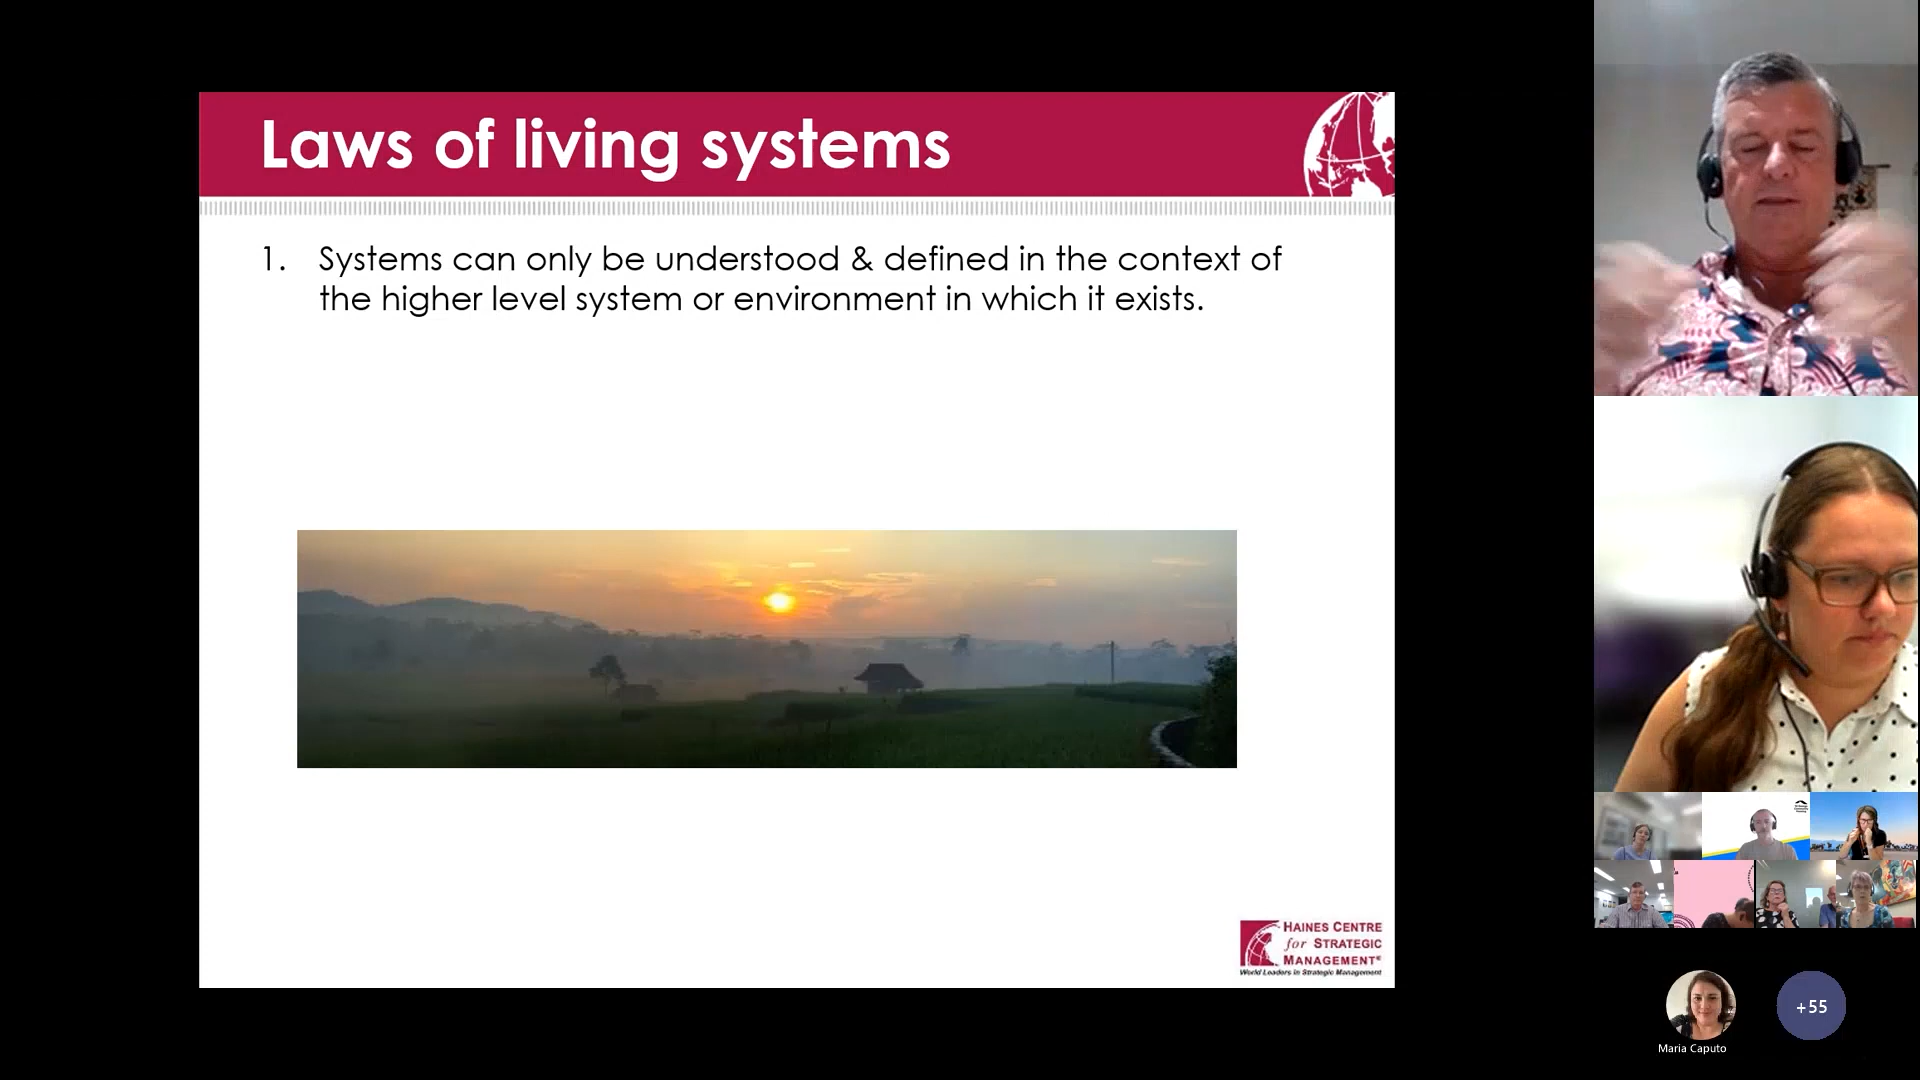 Laws of living systems
1. Systems can only be understood & defined in the context of
the higher level system or environment in which it exists.
HAINES CENTRE
for STRATEGIC
MANAGEMENT®
World Leaders in Strategic Management
Maria Caputo
+55